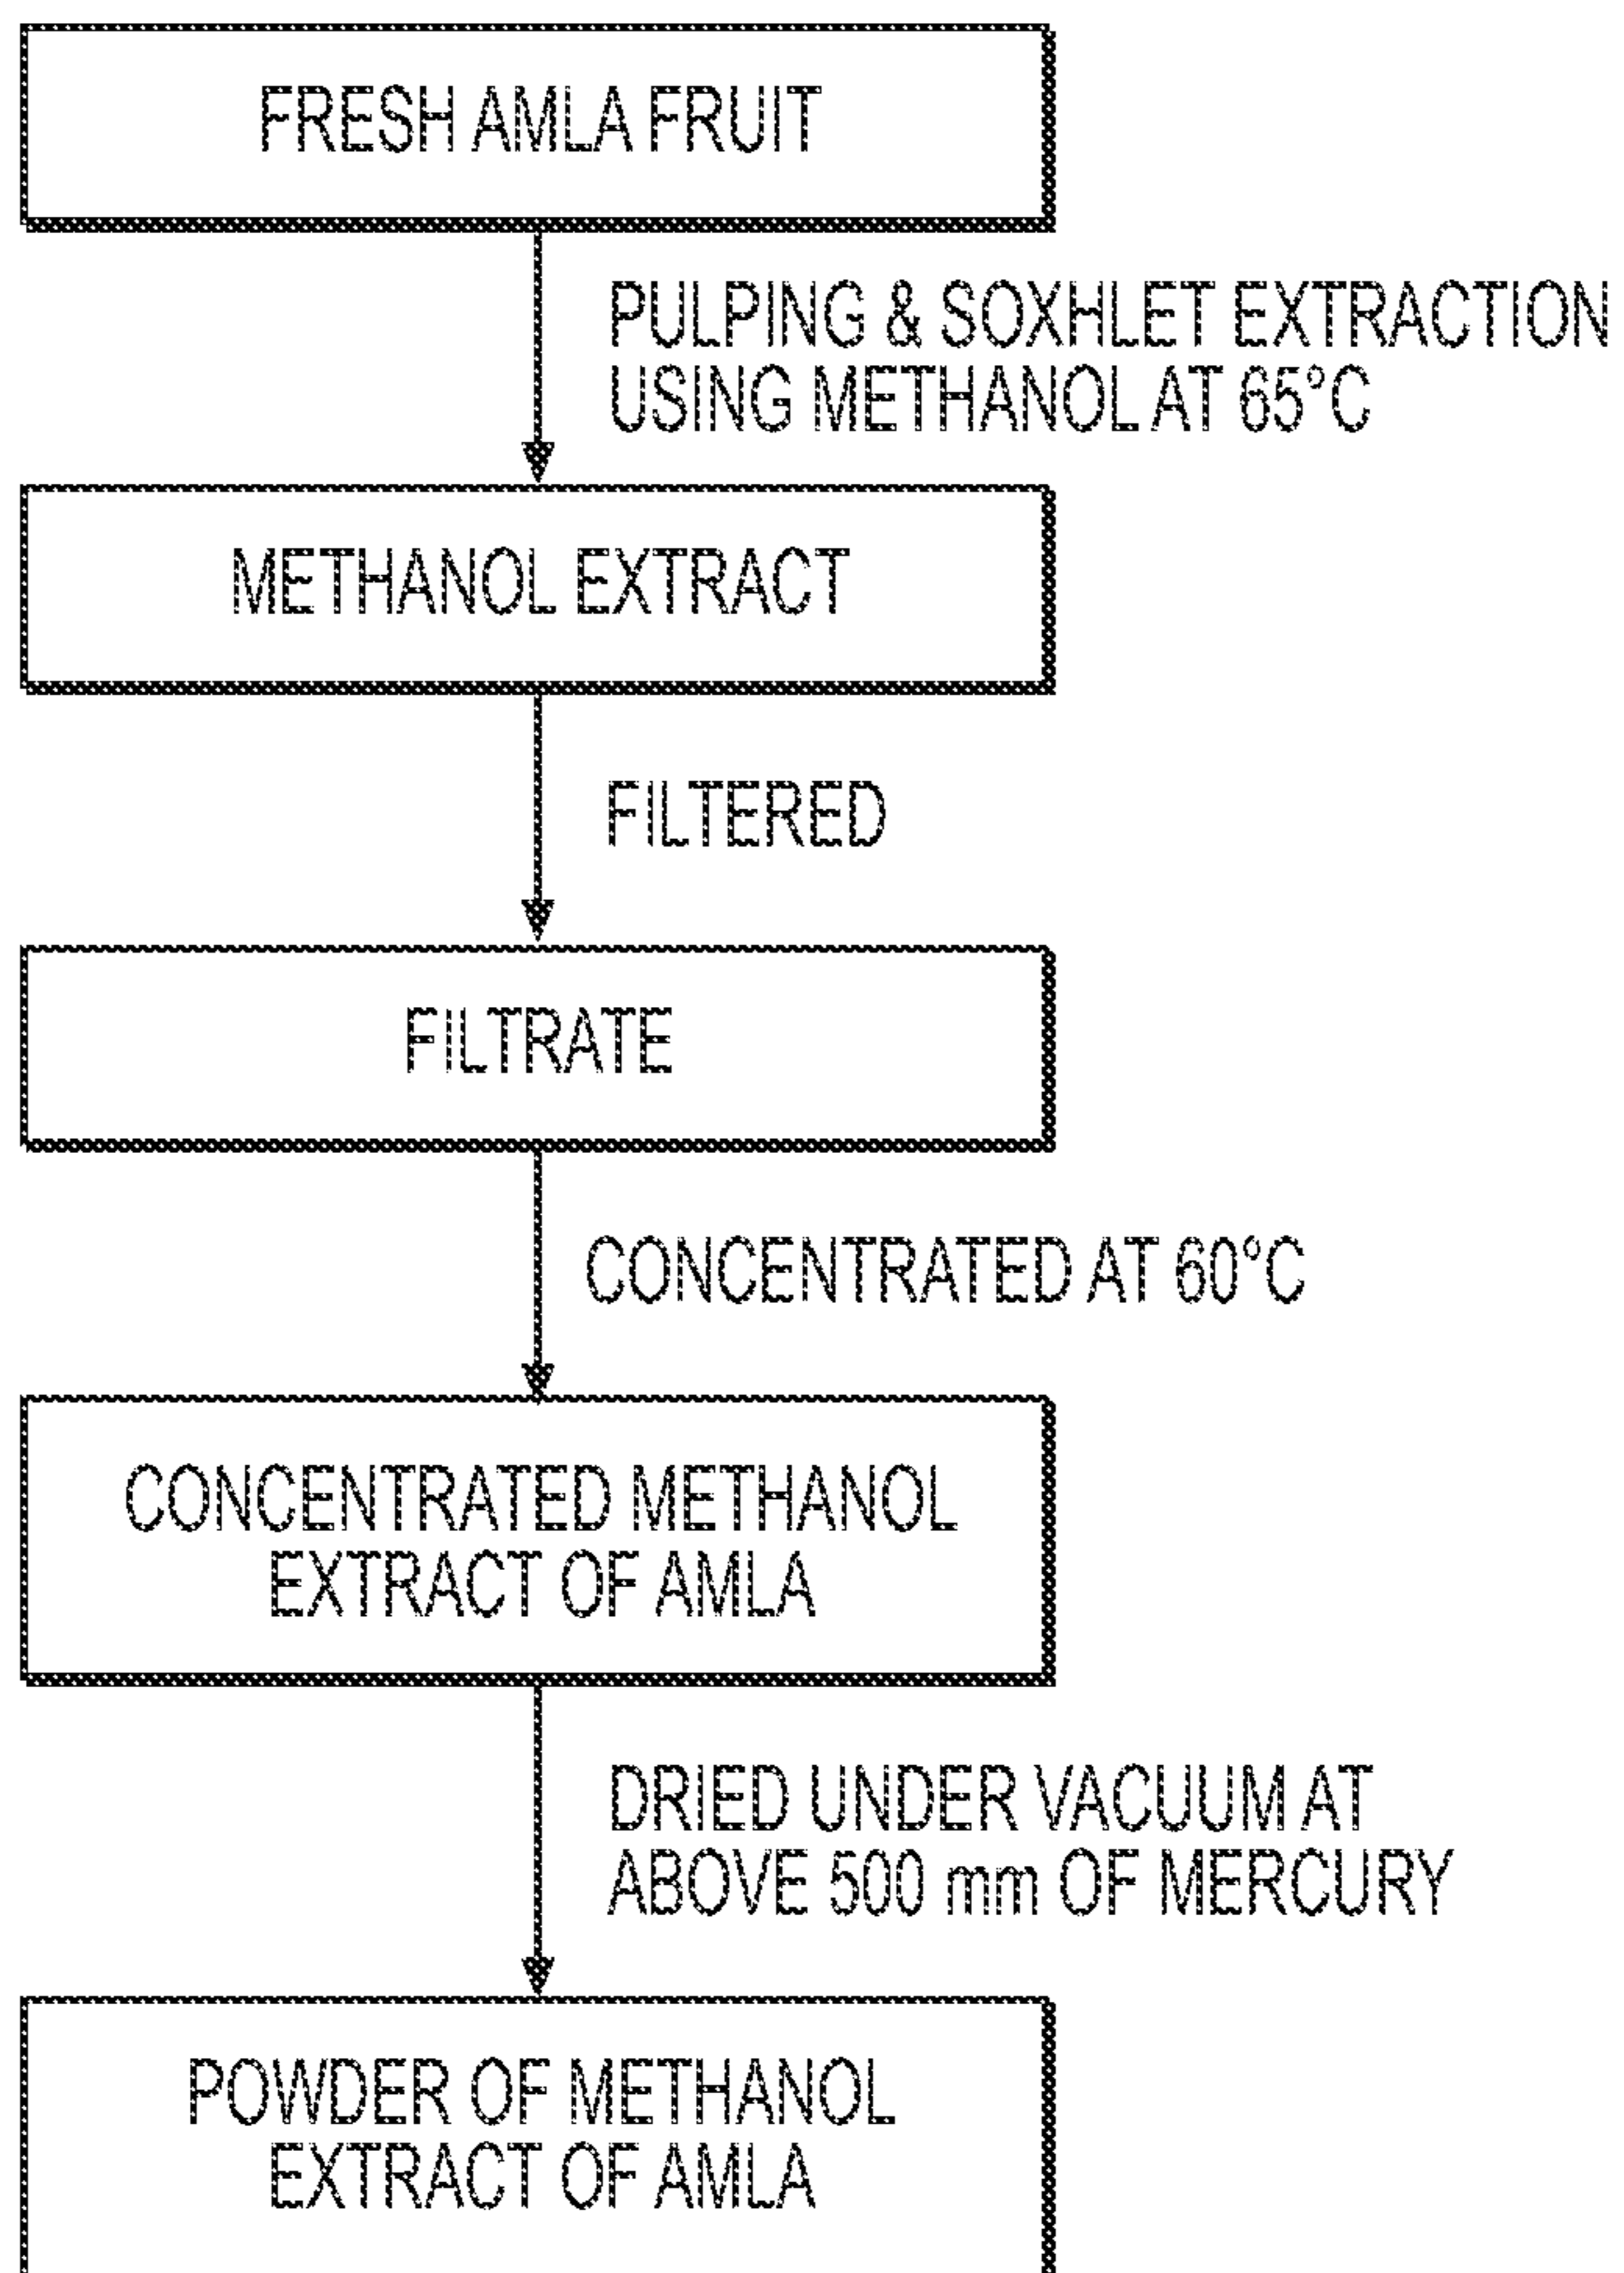 FRESH AMLA FRUIT
PULPING & SOXHLET EXTRACTION
USING METHANOL AT 65°C
METHANOL EXTRACT
FILTERED
FILTRATE
CONCENTRATED AT 60°C
CONCENTRATED METHANOL
EXTRACT OF AMLA
DRIED UNDER VACUUM AT
ABOVE 500 mm OF MERCURY
POWDER OF METHANOL
EXTRACT OF AMLA